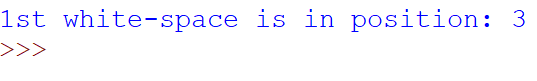 1st white-space is in position: 3
>>>